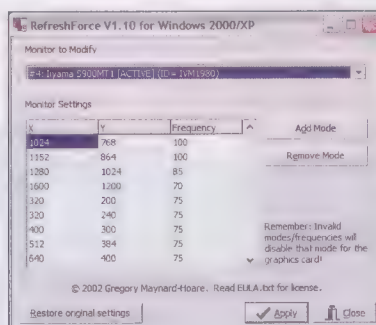 RefreshForce V1.10 for Windows 2000/XP
Monitor to Modify
#4: Iiyama S900MT1 [ACTIVE] (ID= IVM1980)
Monitor Settings
X Y Frequency
1024 768 100
1152 864 100
1280 1024 85
1600 1200 70
320 200 75
320 240 75
400 300 75
512 384 75
640 400 75
Add Mode
Remove Mode
Remember: Invalid
modes/frequencies will
disable that mode for the
graphics card!
© 2002 Gregory Maynard-Hoare. Read EULA.txt for license.
Restore original settings
Apply
Close